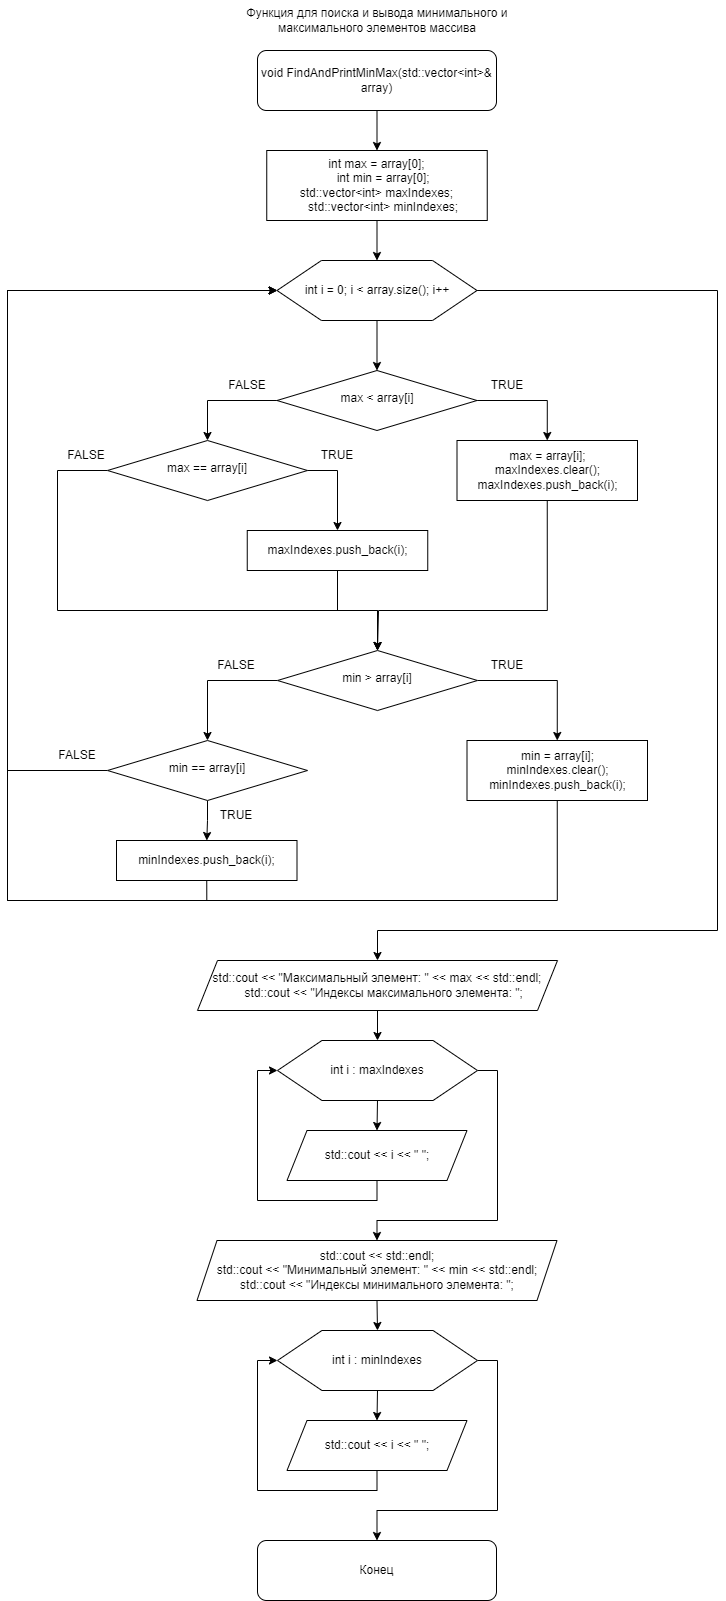 Функция для поиска и вывода минимального и
максимального элементов массива
void FindAndPrintMinMax(std::vector<int>&
array)
int max = array[0];
int min = array[0];
std::vector<int> maxIndexes;
std::vector<int> minIndexes;
int i = 0; i < array.size(); i++
FALSE
TRUE
max < array[i]
FALSE
TRUE
max == array[i]
max = array[i];
maxIndexes.clear();
maxIndexes.push_back(i);
maxIndexes.push_back(i);
FALSE
TRUE
min > array[i]
FALSE
min == array[i]
min = array[i];
minIndexes.clear();
minIndexes.push_back(i);
TRUE
minIndexes.push_back(i);
std::cout << "Максимальный элемент: " << max << std::endl;
std::cout << "Индексы максимального элемента: ";
int i : maxIndexes
std::cout << i << " ";
std::cout << std::endl;
std::cout << "Минимальный элемент: " << min << std::endl;
std::cout << "Индексы минимального элемента: ";
int i : minIndexes
std::cout << i << " ";
Конец